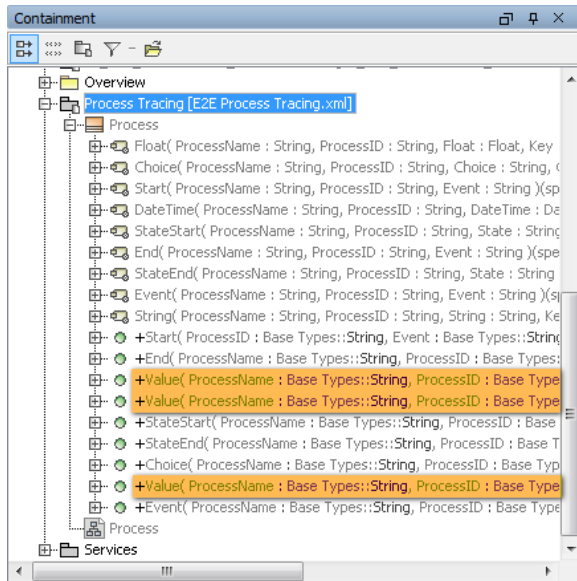 Containment
Overview
Process Tracing [E2E Process Tracing.xml]
Process
Float( ProcessName : String, ProcessID : String, Float : Float, Key
Choice( ProcessName : String, ProcessID : String, Choice : String,
Start( ProcessName : String, ProcessID : String, Event : String )(sp
DateTime( ProcessName : String, ProcessID : String, DateTime : Da
StateStart( ProcessName : String, ProcessID : String, State : String
End( ProcessName : String, ProcessID : String, Event : String )(spe
StateEnd( ProcessName : String, ProcessID : String, State : String
Event( ProcessName : String, ProcessID : String, Event : String )(sp
String( ProcessName : String, ProcessID : String, String : String, Ke
+Start( ProcessID : Base Types::String, Event : Base Types::String
+End( ProcessName : Base Types::String, ProcessID : Base Types:
+Value( ProcessName : Base Types::String, ProcessID : Base Type
+Value( ProcessName : Base Types::String, ProcessID : Base Type
+StateStart( ProcessName : Base Types::String, ProcessID : Base
+StateEnd( ProcessName : Base Types::String, ProcessID : Base T
+Choice( ProcessName : Base Types::String, ProcessID : Base Typ
+Value( ProcessName : Base Types::String, ProcessID : Base Type
+Event( ProcessName : Base Types::String, ProcessID : Base Type
Process
Services